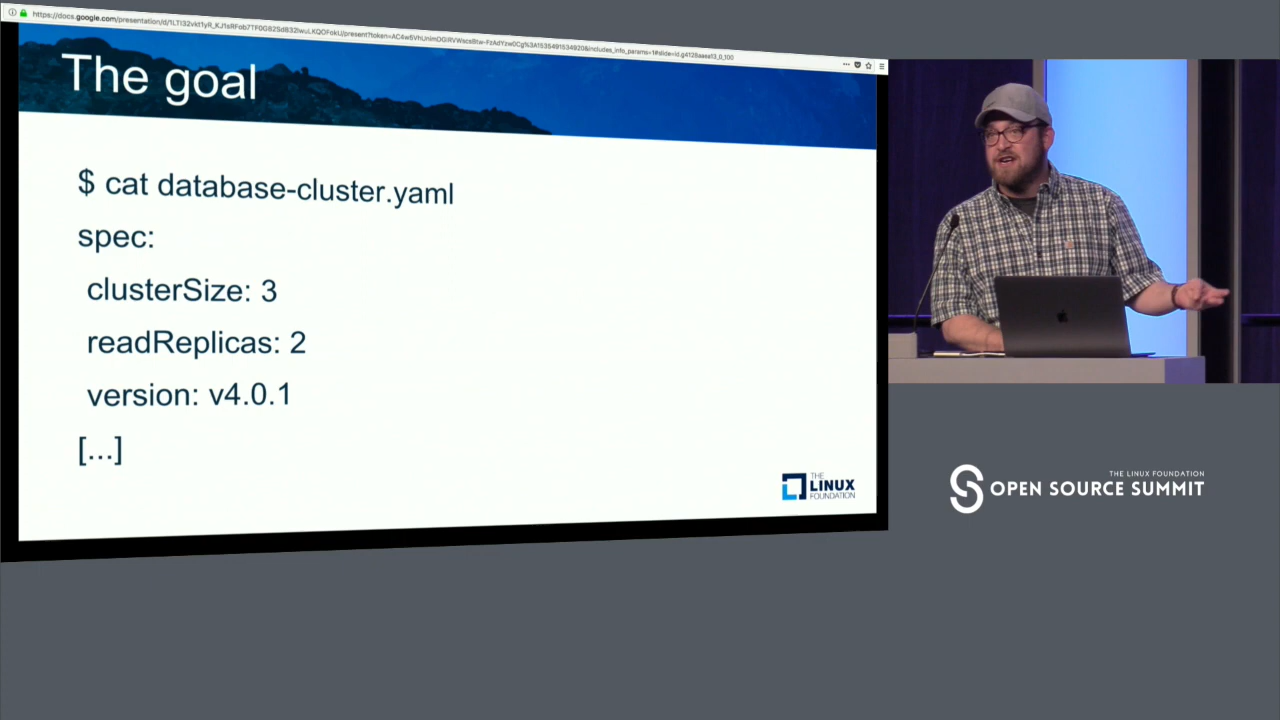 The goal
$ cat database-cluster.yaml
spec:
clusterSize: 3
readReplicas: 2
version: v4.0.1
[...]
THE
LINUX
FOUNDATION
THE LINUX FOUNDATION
OPEN SOURCE SUMMIT